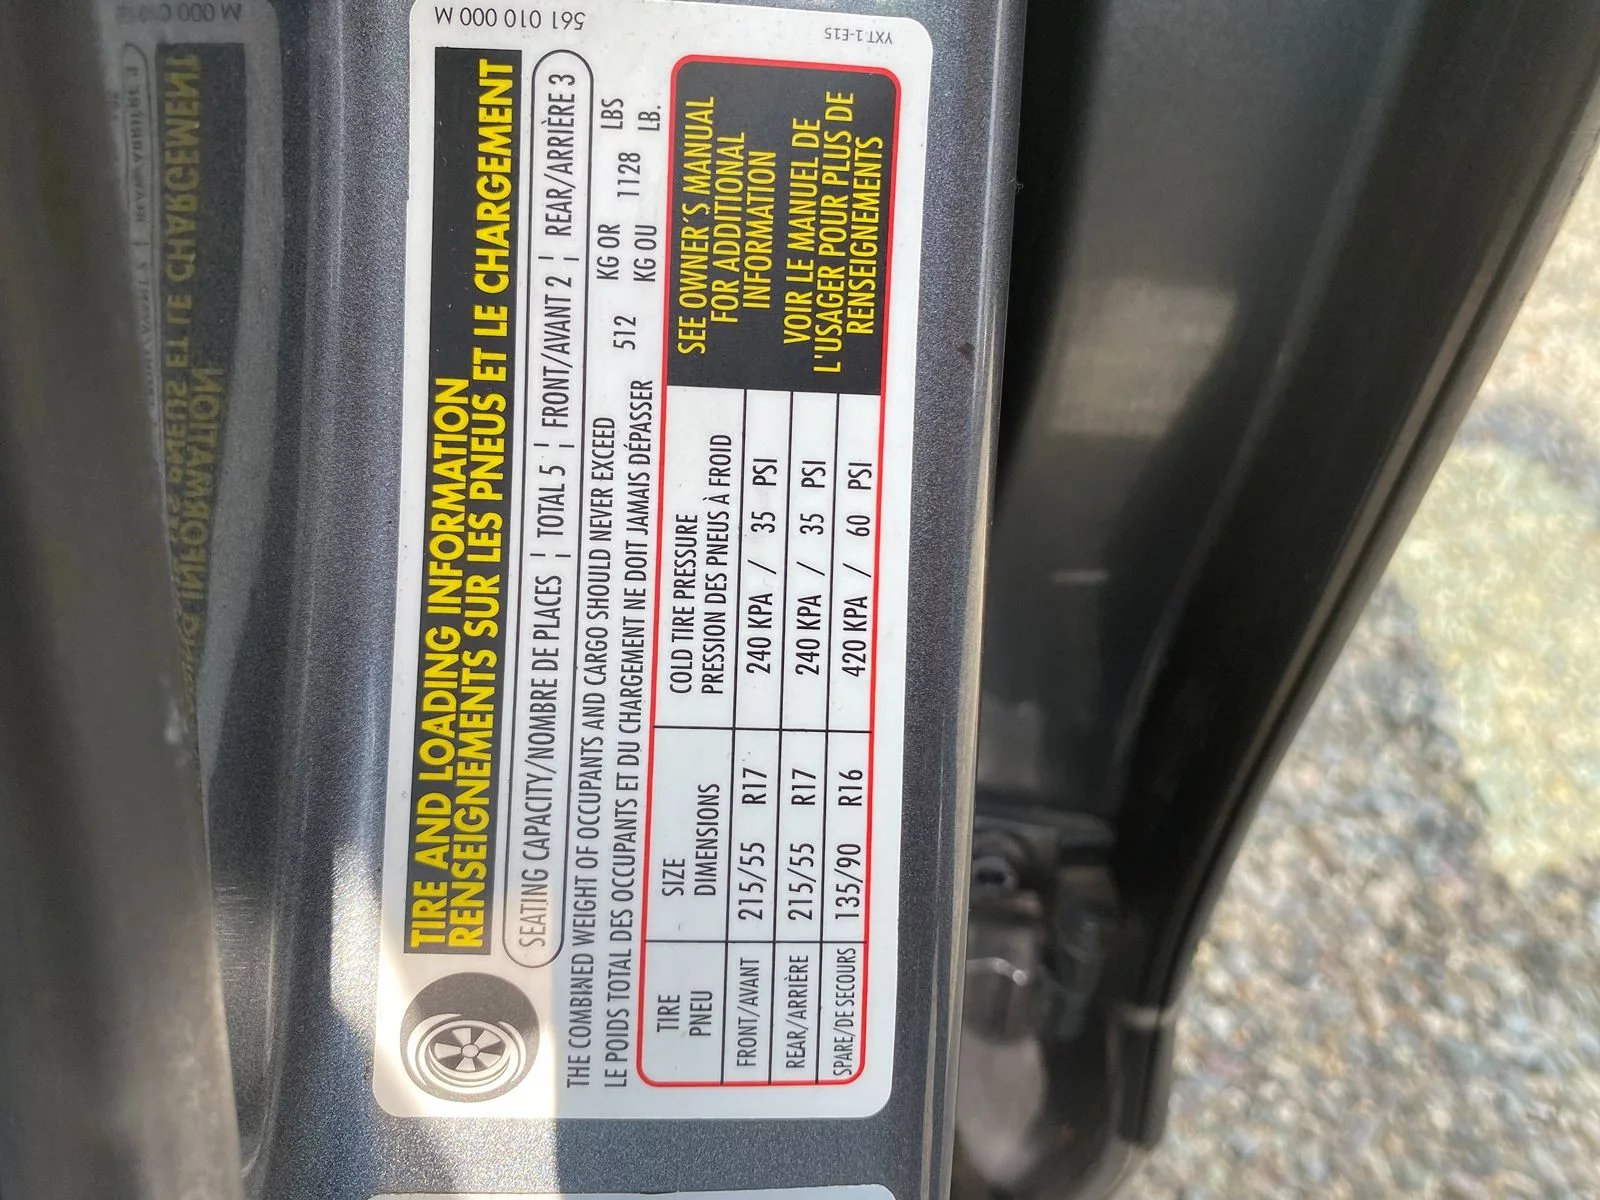 561 010 000 M
YXT 1-E15
TIRE AND LOADING INFORMATION
RENSEIGNEMENTS SUR LES PNEUS ET LE CHARGEMENT
SEATING CAPACITY/NOMBRE DE PLACES ¦ TOTAL 5 ¦ FRONT/AVANT 2 ¦ REAR/ARRIÈRE 3
THE COMBINED WEIGHT OF OCCUPANTS AND CARGO SHOULD NEVER EXCEED 512 KG OR 1128 LBS
LE POIDS TOTAL DES OCCUPANTS ET DU CHARGEMENT NE DOIT JAMAIS DÉPASSER KG OU LB.
TIRE SIZE COLD TIRE PRESSURE
PNEU DIMENSIONS PRESSION DES PNEUS À FROID
FRONT/AVANT 215/55 R17 240 KPA / 35 PSI
REAR/ARRIÈRE 215/55 R17 240 KPA / 35 PSI
SPARE/DE SECOURS 135/90 R16 420 KPA / 60 PSI
SEE OWNER'S MANUAL
FOR ADDITIONAL
INFORMATION
VOIR LE MANUEL DE
L'USAGER POUR PLUS DE
RENSEIGNEMENTS